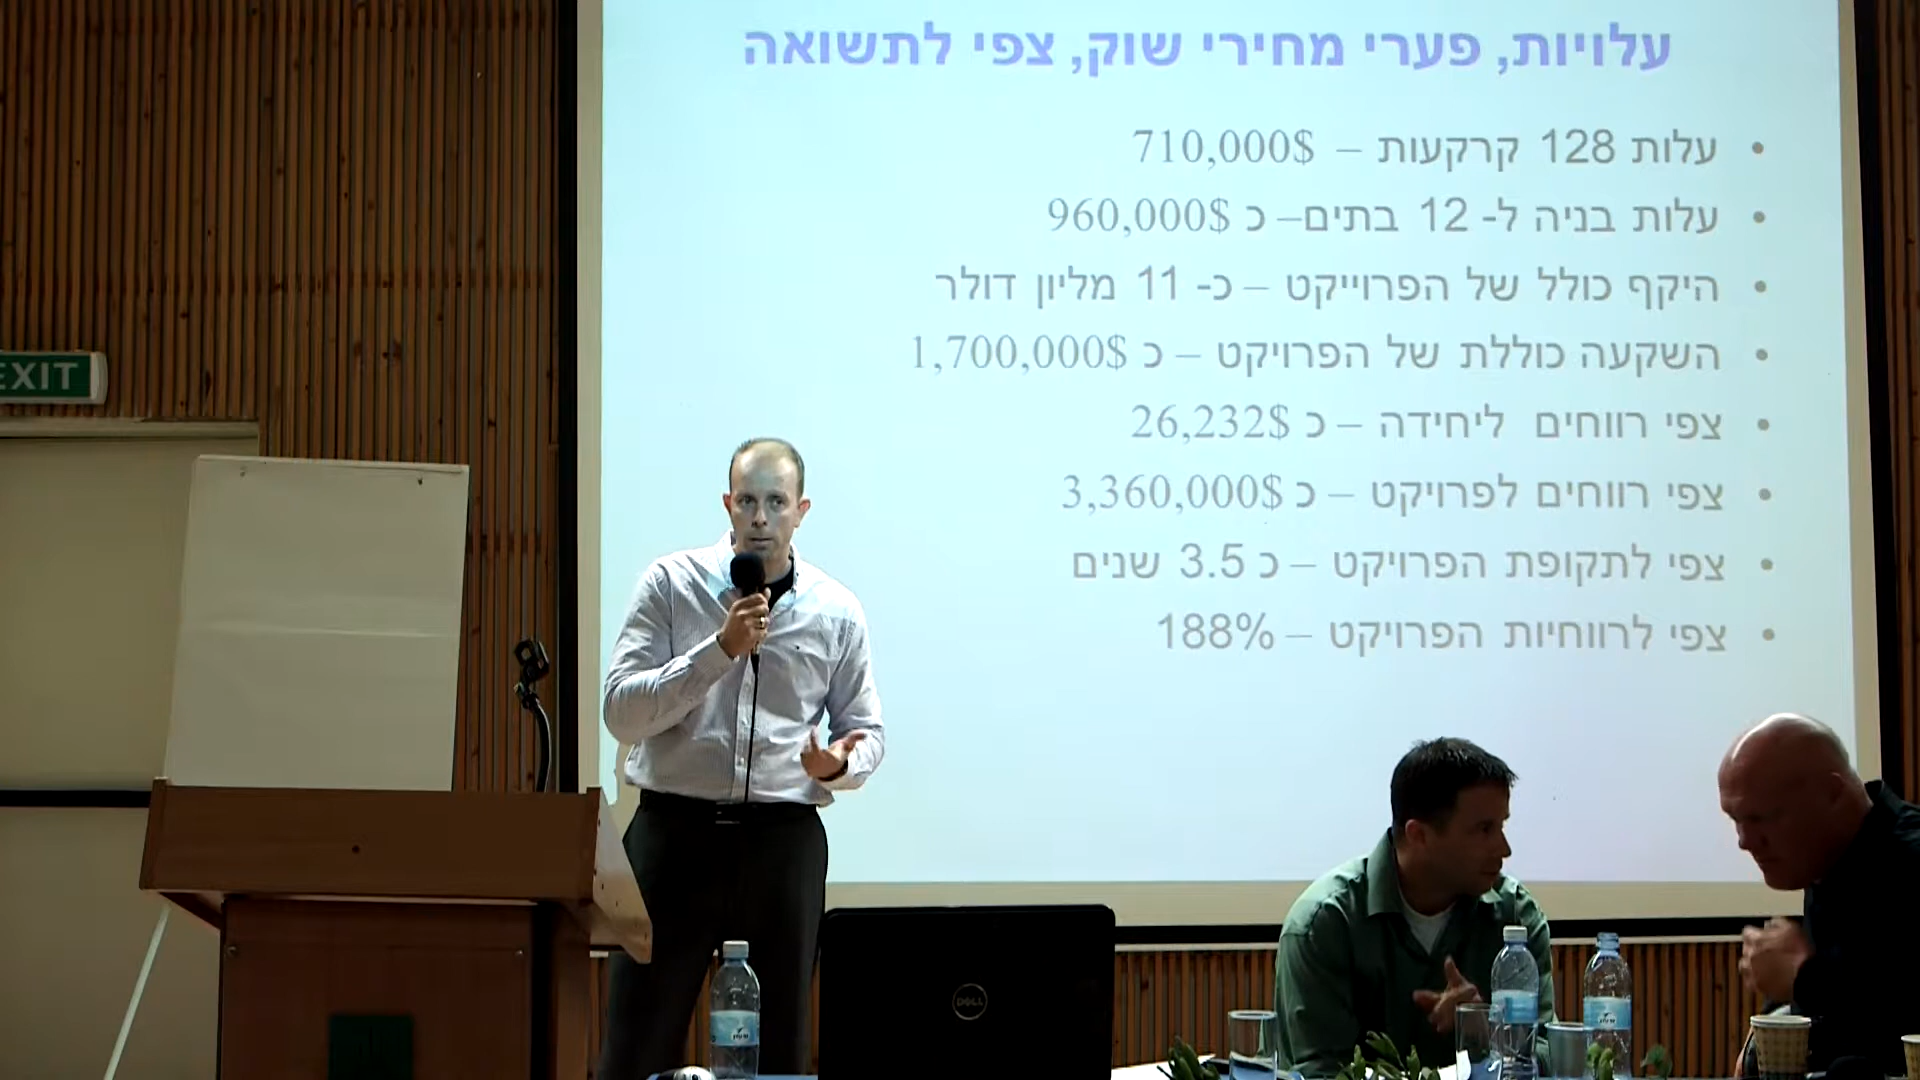 עלויות, פערי מחירי שוק, צפי לתשואה
• עלות 128 קרקעות – 710,000$
• עלות בניה ל- 12 בתים– כ 960,000$
• היקף כולל של הפרוייקט – כ- 11 מליון דולר
• השקעה כוללת של הפרויקט – כ 1,700,000$
• צפי רווחים ליחידה – כ 26,232$
• צפי רווחים לפרויקט – כ 3,360,000$
• צפי לתקופת הפרויקט – כ 3.5 שנים
• צפי לרווחיות הפרויקט – 188%
EXIT
DELL